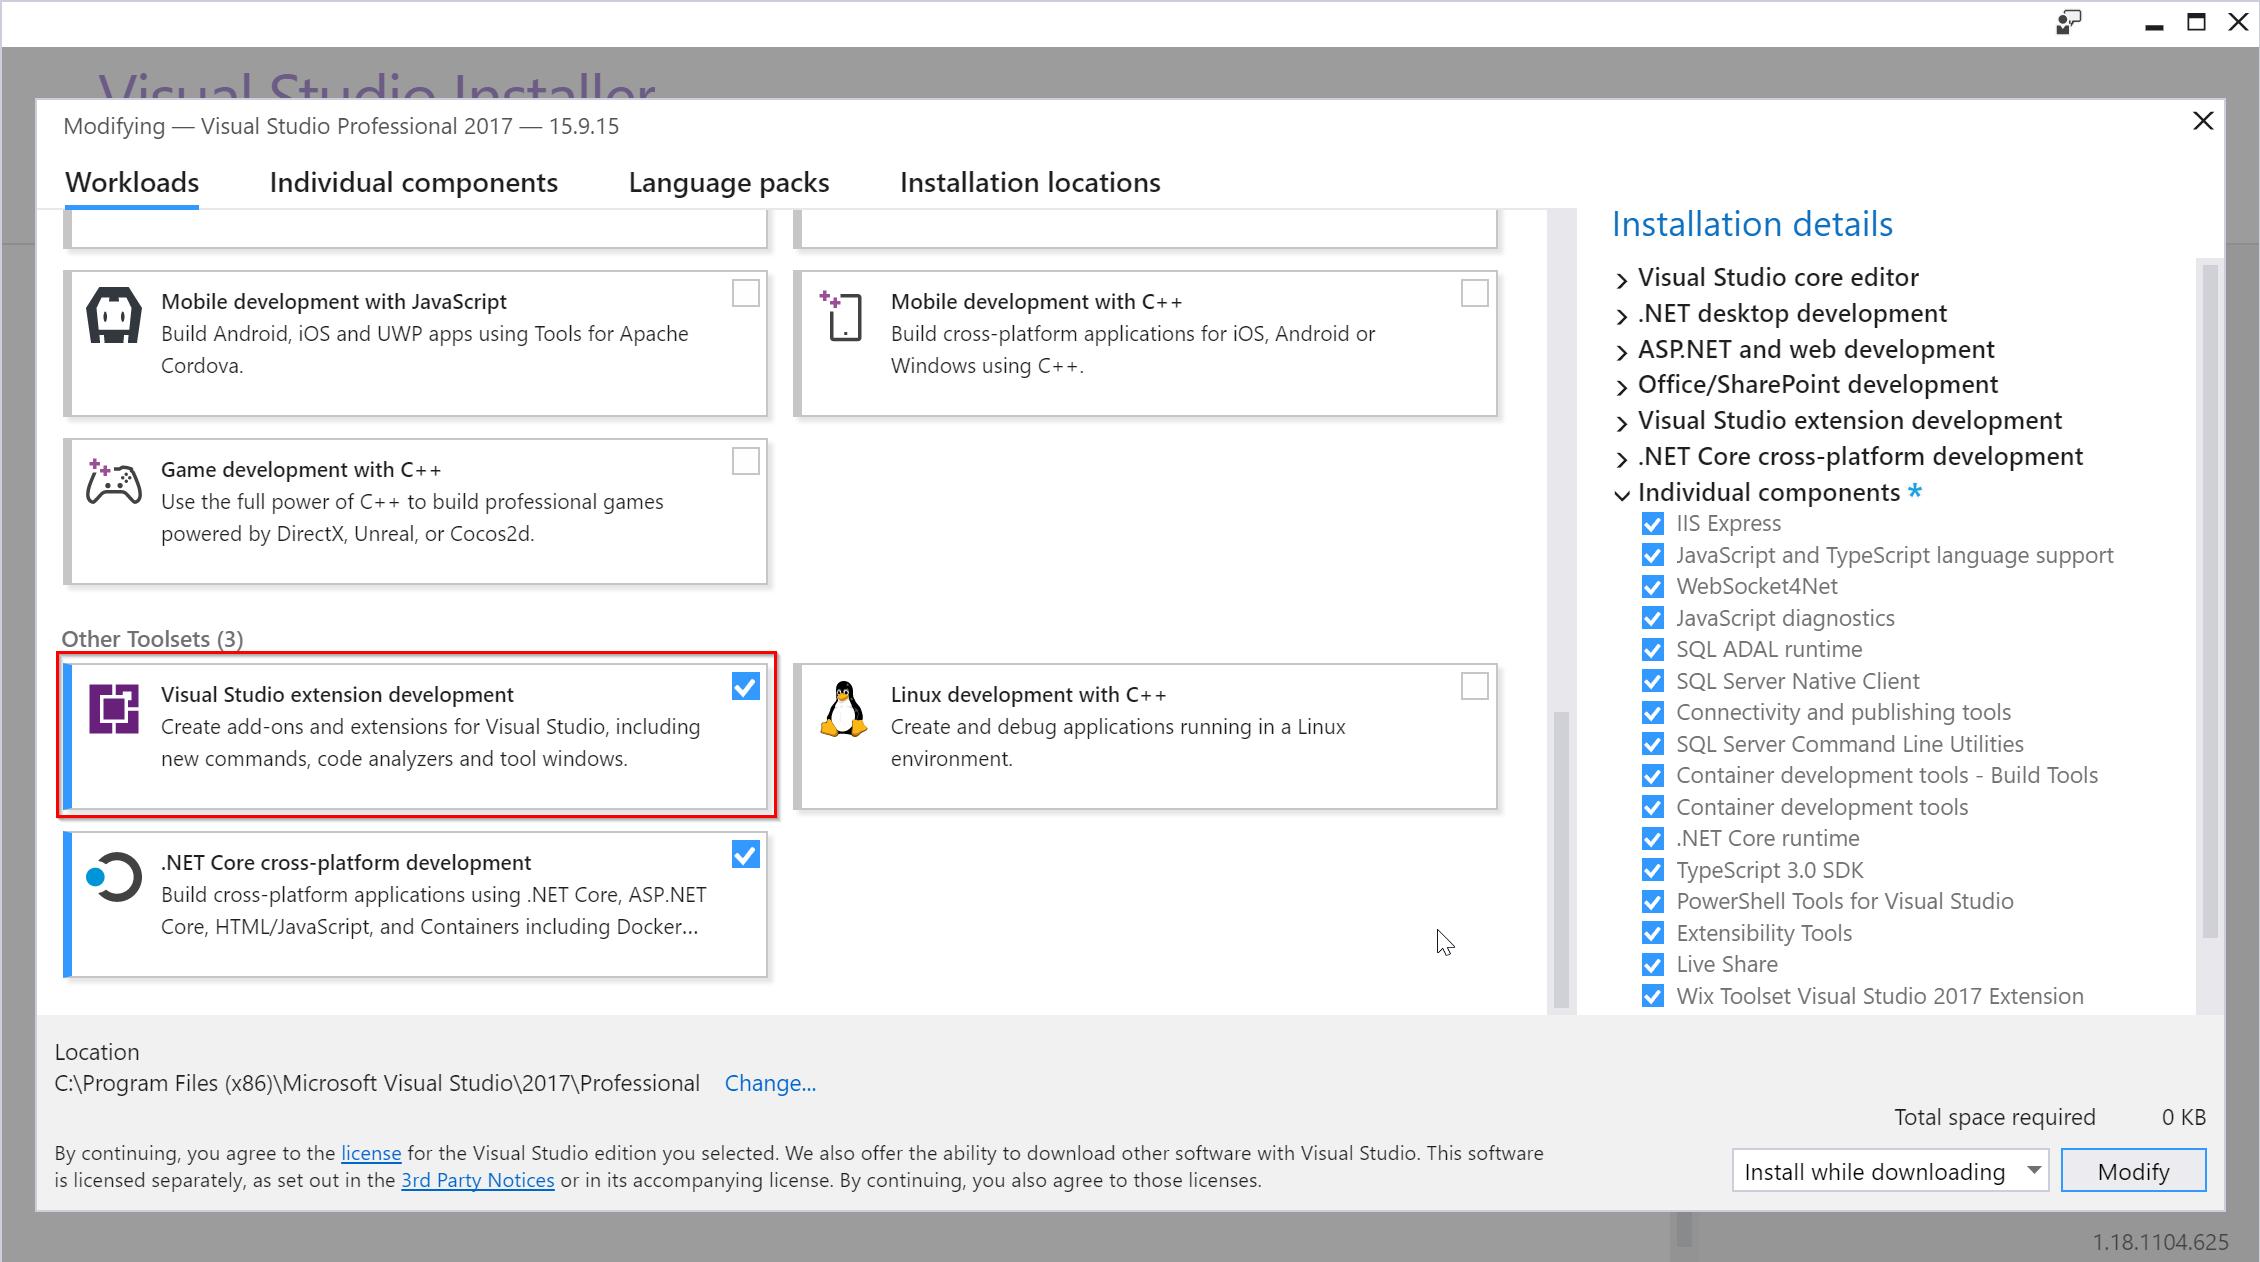 Visual Studio Installer
Modifying — Visual Studio Professional 2017 — 15.9.15
Workloads
Individual components
Language packs
Installation locations
Mobile development with JavaScript
Build Android, iOS and UWP apps using Tools for Apache
Cordova.
Mobile development with C++
Build cross-platform applications for iOS, Android or
Windows using C++.
Game development with C++
Use the full power of C++ to build professional games
powered by DirectX, Unreal, or Cocos2d.
Other Toolsets (3)
Visual Studio extension development
Create add-ons and extensions for Visual Studio, including
new commands, code analyzers and tool windows.
Linux development with C++
Create and debug applications running in a Linux
environment.
.NET Core cross-platform development
Build cross-platform applications using .NET Core, ASP.NET
Core, HTML/JavaScript, and Containers including Docker...
Installation details
Visual Studio core editor
.NET desktop development
ASP.NET and web development
Office/SharePoint development
Visual Studio extension development
.NET Core cross-platform development
Individual components *
IIS Express
JavaScript and TypeScript language support
WebSocket4Net
JavaScript diagnostics
SQL ADAL runtime
SQL Server Native Client
Connectivity and publishing tools
SQL Server Command Line Utilities
Container development tools - Build Tools
Container development tools
.NET Core runtime
TypeScript 3.0 SDK
PowerShell Tools for Visual Studio
Extensibility Tools
Live Share
Wix Toolset Visual Studio 2017 Extension
Location
C:\Program Files (x86)\Microsoft Visual Studio\2017\Professional Change...
Total space required 0 KB
By continuing, you agree to the license for the Visual Studio edition you selected. We also offer the ability to download other software with Visual Studio. This software
is licensed separately, as set out in the 3rd Party Notices or in its accompanying license. By continuing, you also agree to those licenses.
Install while downloading
Modify
1.18.1104.625